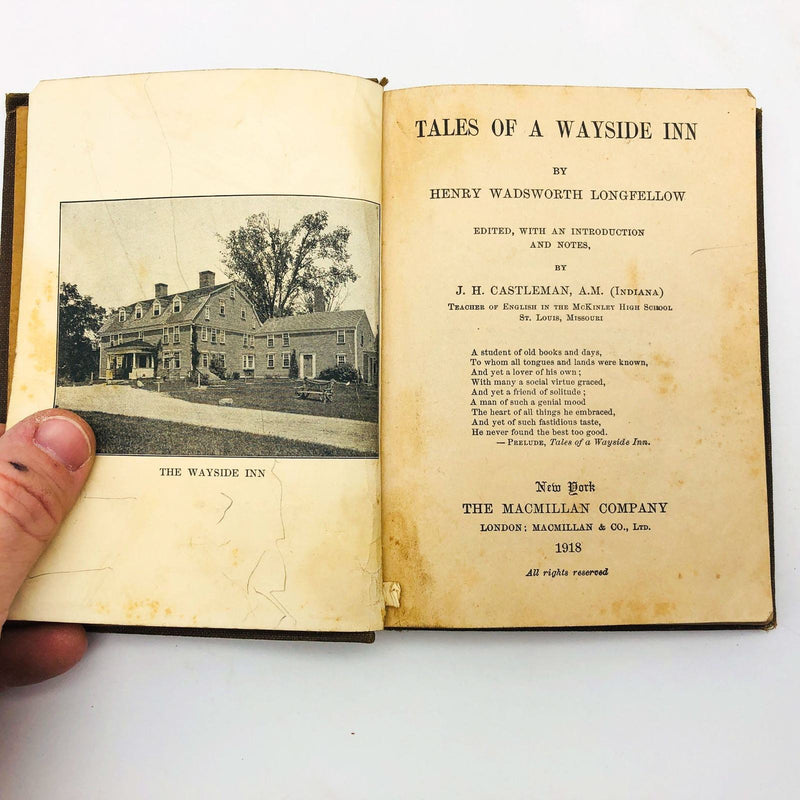 THE WAYSIDE INN
TALES OF A WAYSIDE INN
BY
HENRY WADSWORTH LONGFELLOW
EDITED, WITH AN INTRODUCTION
AND NOTES,
BY
J. H. CASTLEMAN, A.M. (INDIANA)
TEACHER OF ENGLISH IN THE MCKINLEY HIGH SCHOOL
ST. LOUIS, MISSOURI
A student of old books and days,
To whom all tongues and lands were known,
And yet a lover of his own;
With many a social virtue graced,
And yet a friend of solitude;
A man of such a genial mood
The heart of all things he embraced,
And yet of such fastidious taste,
He never found the best too good.
— PRELUDE, Tales of a Wayside Inn.
New York
THE MACMILLAN COMPANY
LONDON: MACMILLAN & CO., LTD.
1918
All rights reserved